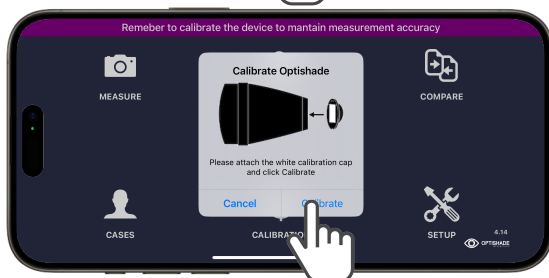 Remeber to calibrate the device to mantain measurement accuracy
Calibrate Optishade
MEASURE
COMPARE
Please attach the white calibration cap
and click Calibrate
Cancel
CASES
SETUP
4.14
OPTISHADE